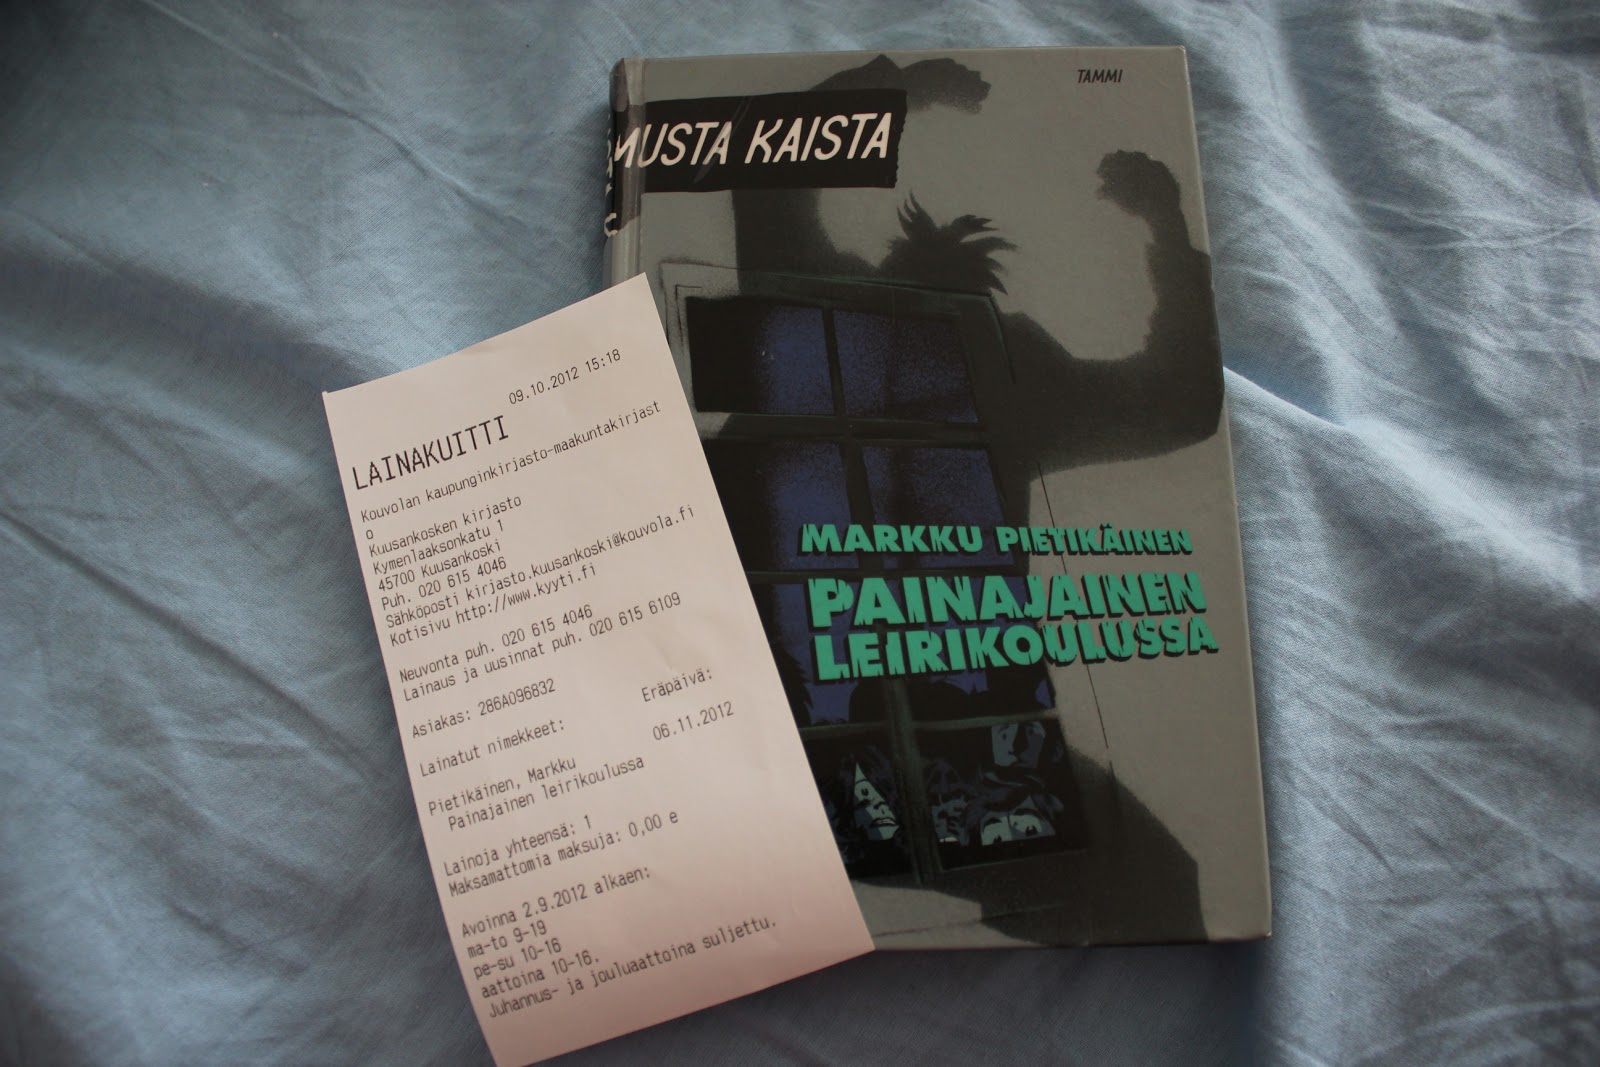 TAMMI
MUSTA KAISTA
MARKKU PIETIKÄINEN
PAINAJAINEN
LEIRIKOULUSSA
09.10.2012 15:18
LAINAKUITTI
Kouvolan kaupunginkirjasto-maakuntakirjast
o
Kuusankosken kirjasto
Kymenlaaksonkatu 1
45700 Kuusankoski
Puh. 020 615 4046
Sähköposti kirjasto.kuusankoski@kouvola.fi
Kotisivu http://www.kyyti.fi
Neuvonta puh. 020 615 4046
Lainaus ja uusinnat puh. 020 615 6109
Asiakas: 286A096832
Lainatut nimekkeet: Eräpäivä:
06.11.2012
Pietikäinen, Markku
Painajainen leirikoulussa
Lainoja yhteensä: 1
Maksamattomia maksuja: 0,00 e
Avoinna 2.9.2012 alkaen:
ma-to 9-19
pe-su 10-16
aattoina 10-16.
Juhannus- ja jouluaattoina suljettu.